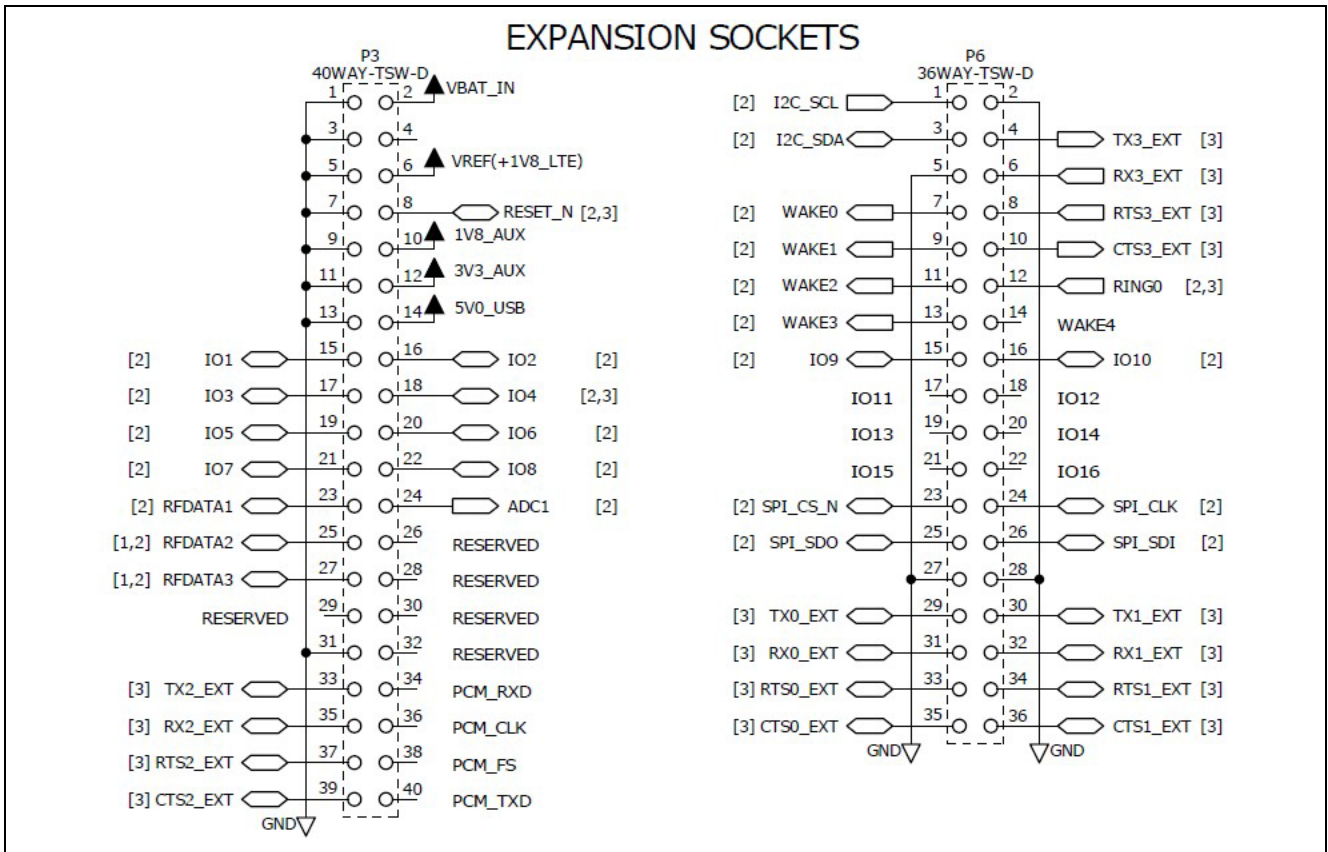 EXPANSION SOCKETS
P3
40WAY-TSW-D
1 2 VBAT_IN
3 4
5 6 VREF(+1V8_LTE)
7 8 RESET_N [2,3]
9 10 1V8_AUX
11 12 3V3_AUX
13 14 5V0_USB
[2] IO1 15 16 IO2 [2]
[2] IO3 17 18 IO4 [2,3]
[2] IO5 19 20 IO6 [2]
[2] IO7 21 22 IO8 [2]
[2] RFDATA1 23 24 ADC1 [2]
[1,2] RFDATA2 25 26 RESERVED
[1,2] RFDATA3 27 28 RESERVED
RESERVED 29 30 RESERVED
31 32 RESERVED
[3] TX2_EXT 33 34 PCM_RXD
[3] RX2_EXT 35 36 PCM_CLK
[3] RTS2_EXT 37 38 PCM_FS
[3] CTS2_EXT 39 40 PCM_TXD
GND
P6
36WAY-TSW-D
[2] I2C_SCL 1 2
[2] I2C_SDA 3 4 TX3_EXT [3]
5 6 RX3_EXT [3]
[2] WAKE0 7 8 RTS3_EXT [3]
[2] WAKE1 9 10 CTS3_EXT [3]
[2] WAKE2 11 12 RING0 [2,3]
[2] WAKE3 13 14 WAKE4
[2] IO9 15 16 IO10 [2]
IO11 17 18 IO12
IO13 19 20 IO14
IO15 21 22 IO16
[2] SPI_CS_N 23 24 SPI_CLK [2]
[2] SPI_SDO 25 26 SPI_SDI [2]
27 28
[3] TX0_EXT 29 30 TX1_EXT [3]
[3] RX0_EXT 31 32 RX1_EXT [3]
[3] RTS0_EXT 33 34 RTS1_EXT [3]
[3] CTS0_EXT 35 36 CTS1_EXT [3]
GND GND